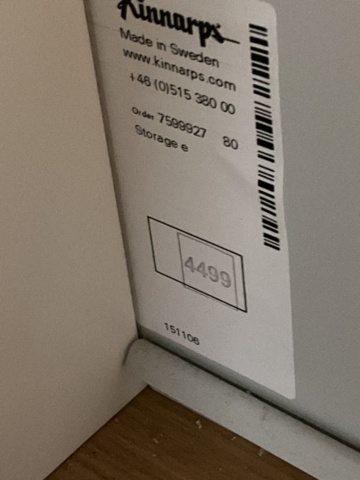 Kinnarps
Made in Sweden
www.kinnarps.com
+46 (0)515 380 00
Order 7599927 80
Storage e
4499
151106